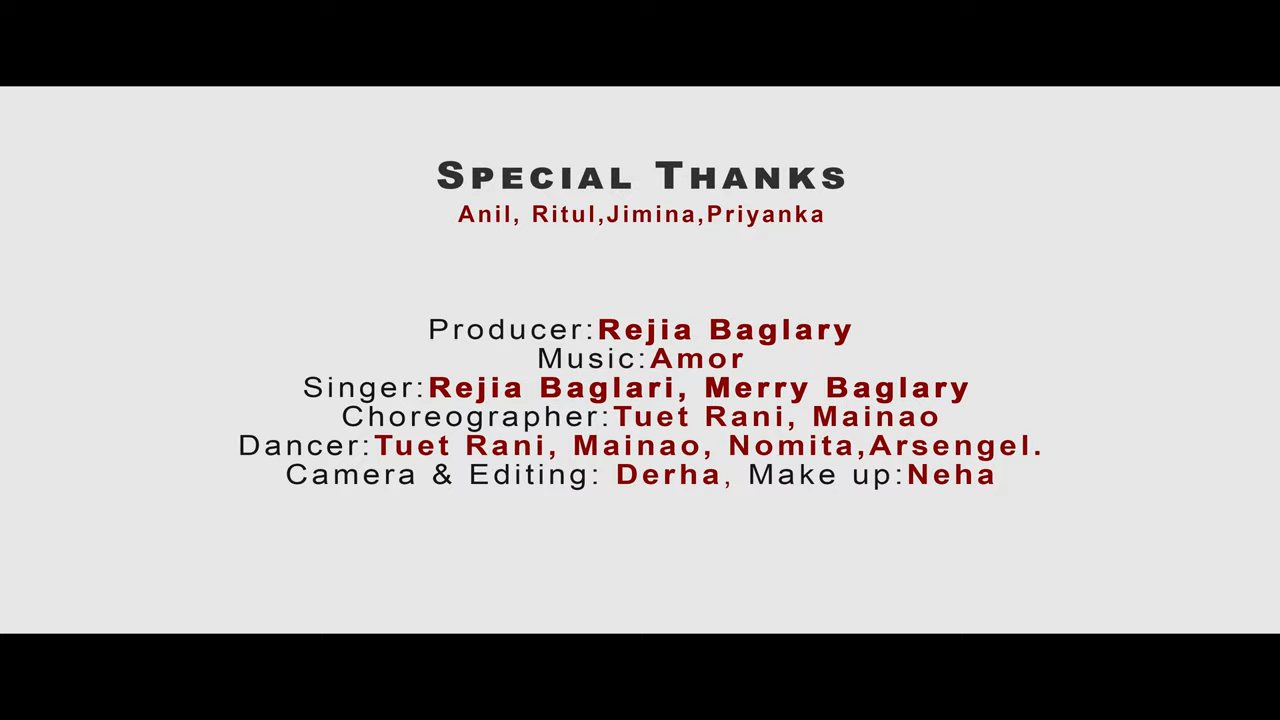 Special Thanks
Anil, Ritul,Jimina,Priyanka
Producer:Rejia Baglary
Music:Amor
Singer:Rejia Baglari, Merry Baglary
Choreographer:Tuet Rani, Mainao
Dancer:Tuet Rani, Mainao, Nomita,Arsengel.
Camera & Editing: Derha, Make up:Neha